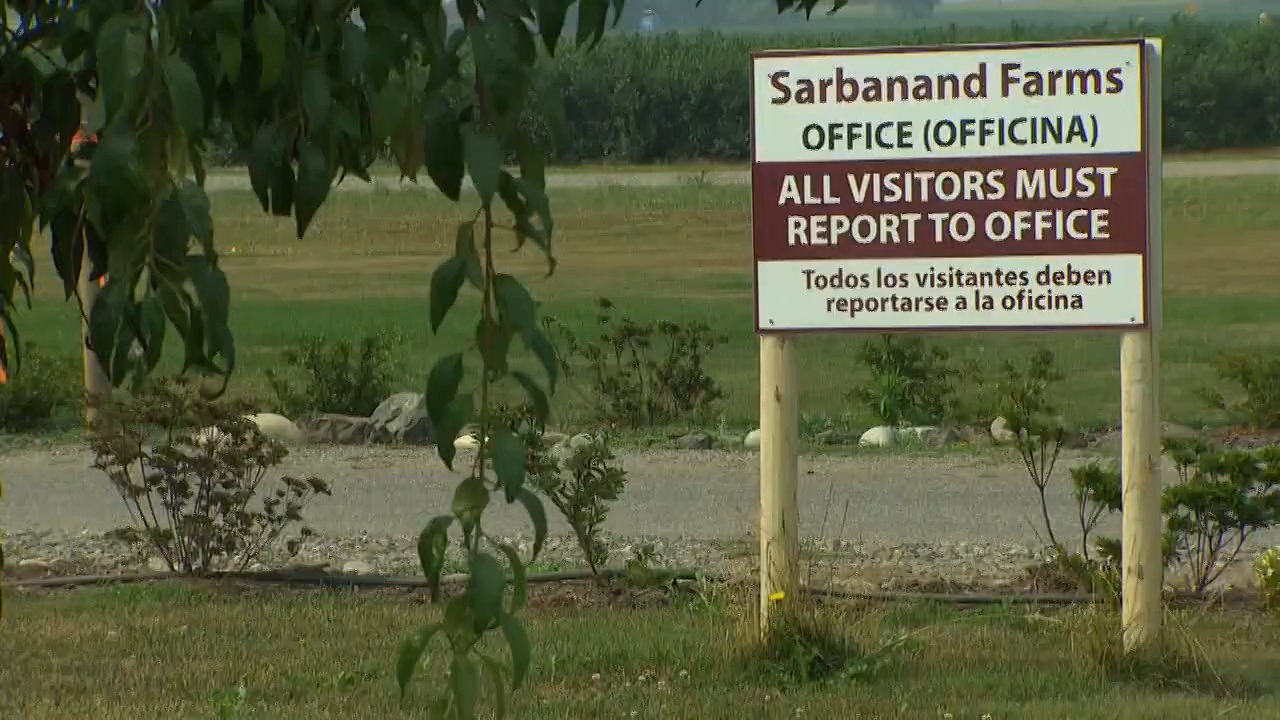 Sarbanand Farms
OFFICE (OFFICINA)
ALL VISITORS MUST
REPORT TO OFFICE
Todos los visitantes deben
reportarse a la oficina